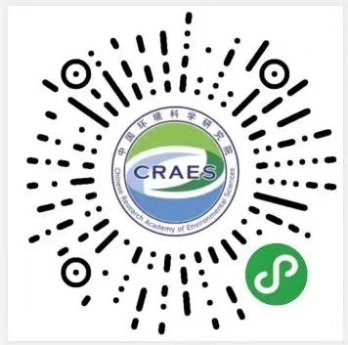 中国环境科学研究院
CRAES
Chinese Research Academy of Environmental Sciences